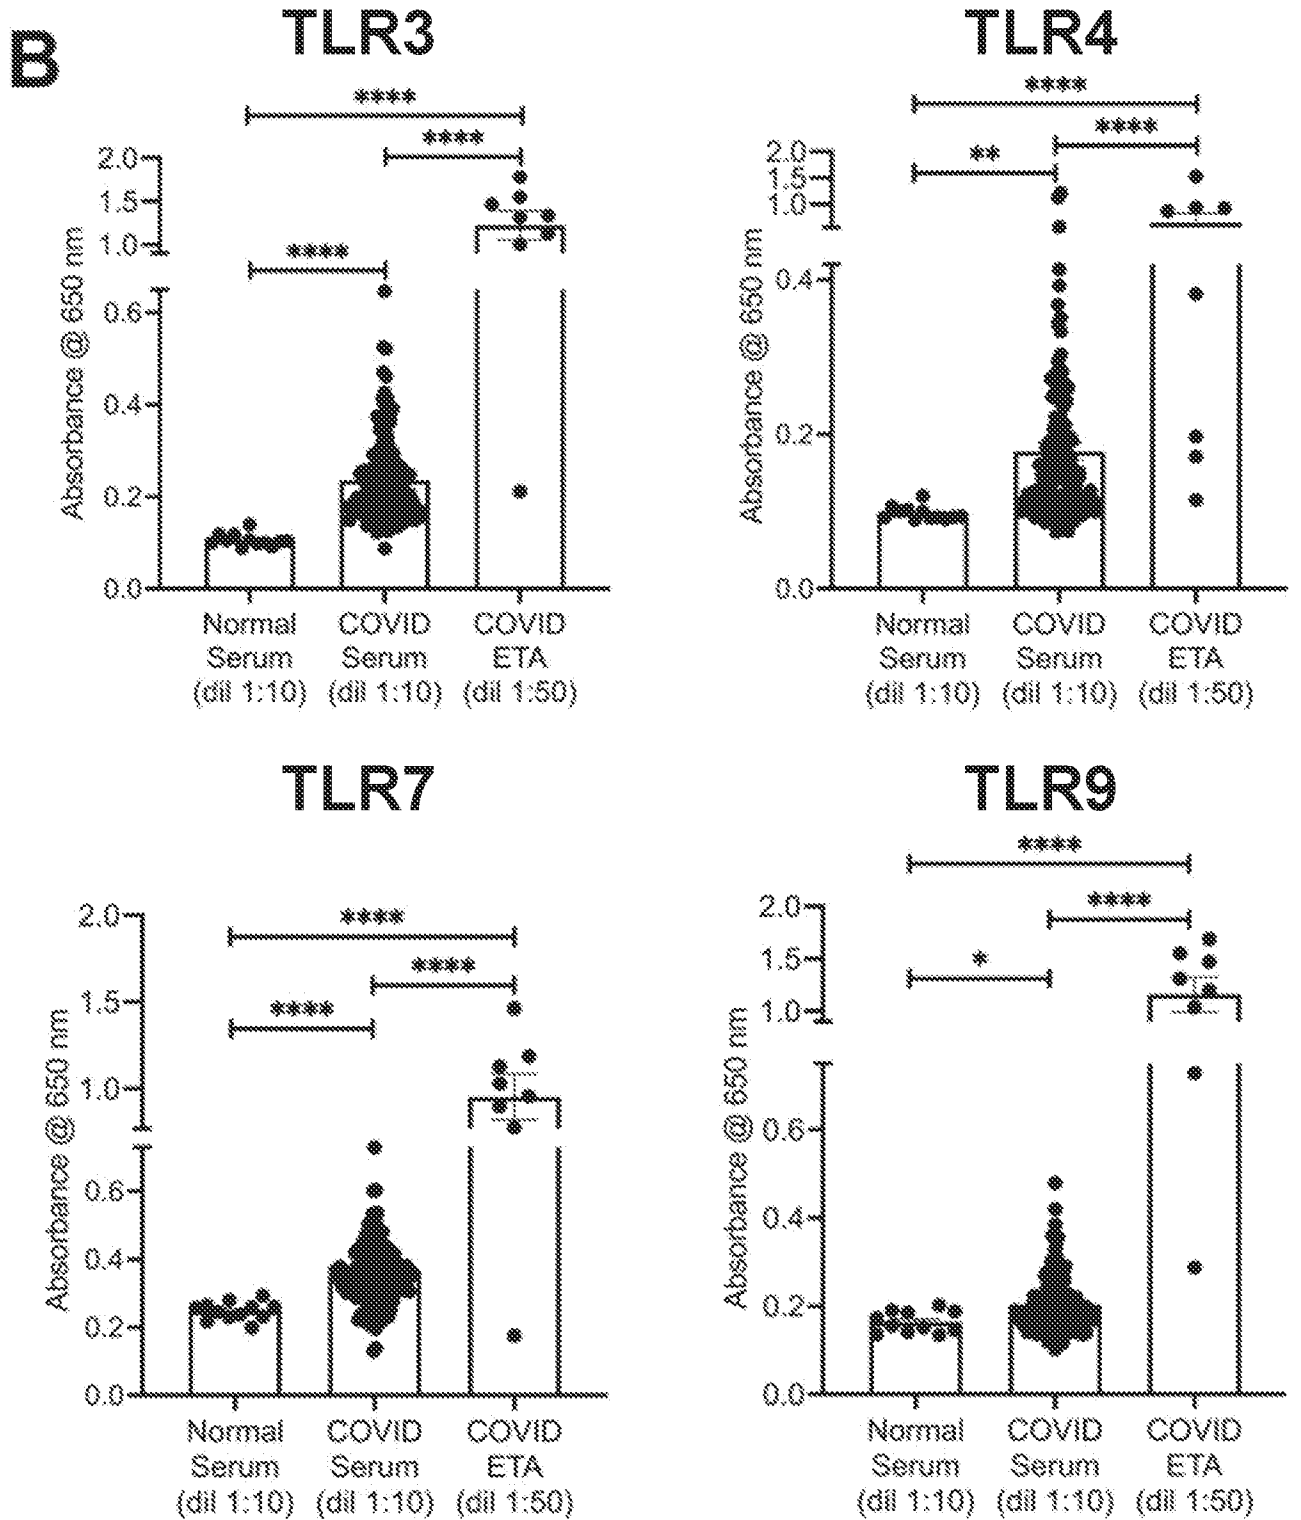 B
TLR3
****
****
****
Absorbance @ 650 nm
2.0
1.5
1.0
0.6
0.4
0.2
0.0
Normal Serum (dil 1:10)
COVID Serum (dil 1:10)
COVID ETA (dil 1:50)
TLR4
****
****
**
Absorbance @ 650 nm
2.0
1.5
1.0
0.4
0.2
0.0
Normal Serum (dil 1:10)
COVID Serum (dil 1:10)
COVID ETA (dil 1:50)
TLR7
****
****
****
Absorbance @ 650 nm
2.0
1.5
1.0
0.6
0.4
0.2
0.0
Normal Serum (dil 1:10)
COVID Serum (dil 1:10)
COVID ETA (dil 1:50)
TLR9
****
****
*
Absorbance @ 650 nm
2.0
1.5
1.0
0.6
0.4
0.2
0.0
Normal Serum (dil 1:10)
COVID Serum (dil 1:10)
COVID ETA (dil 1:50)